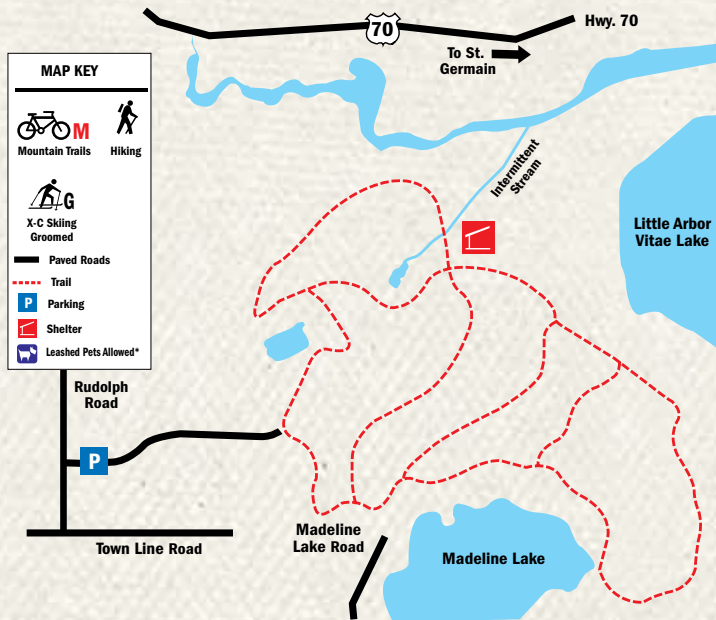 70
Hwy. 70
To St.
Germain
MAP KEY
M
Mountain Trails
Hiking
G
X-C Skiing
Groomed
Paved Roads
Trail
P
Parking
Shelter
Leashed Pets Allowed*
Intermittent
Stream
Little Arbor
Vitae Lake
Rudolph
Road
P
Town Line Road
Madeline
Lake Road
Madeline Lake